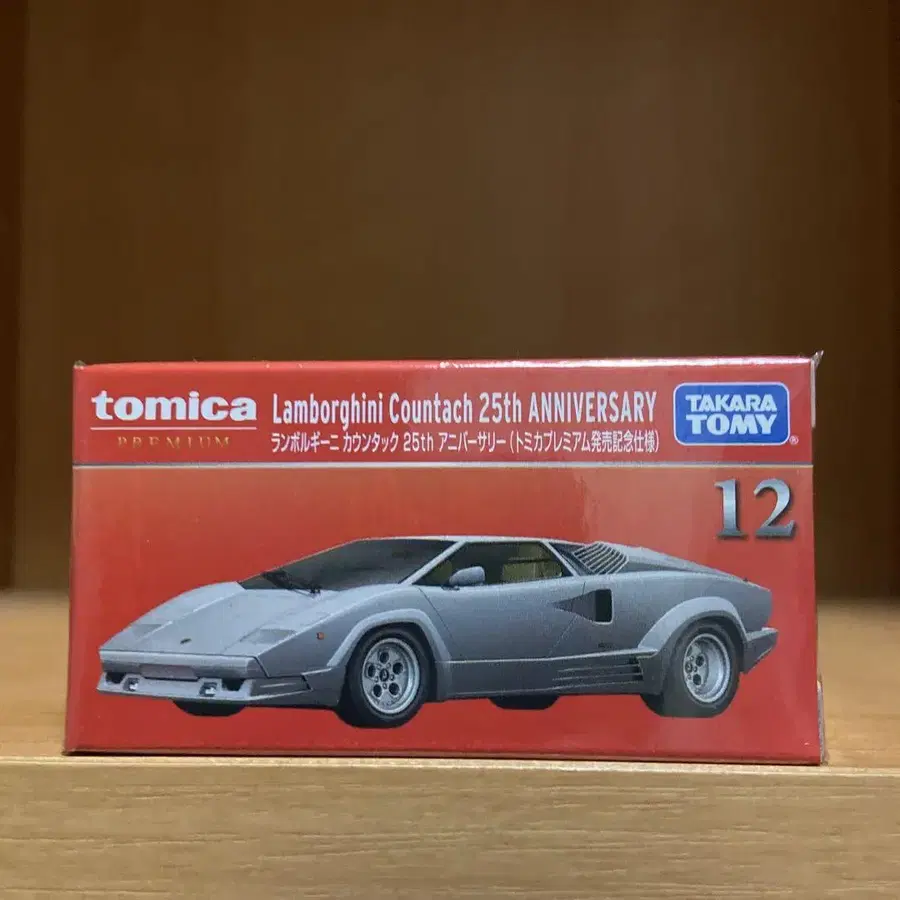 tomica
PREMIUM
Lamborghini Countach 25th ANNIVERSARY
ランボルギーニ カウンタック 25th アニバーサリー（トミカプレミアム発売記念仕様）
TAKARA
TOMY
®
12